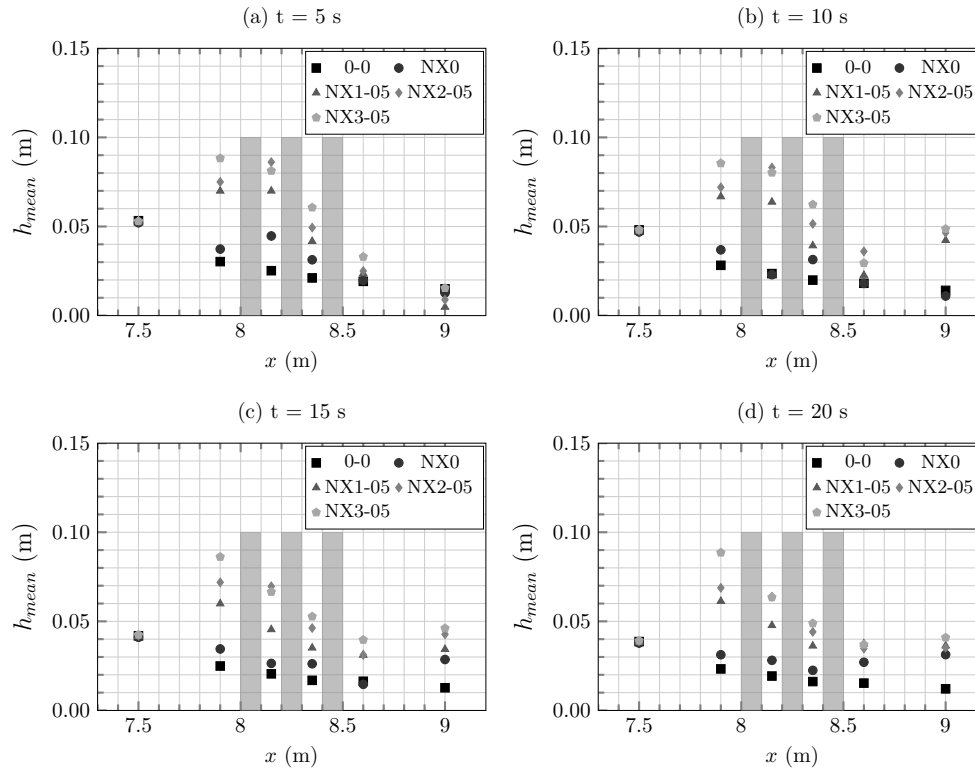 (a) t = 5 s
0.15
0.10
0.05
0.00
h_mean (m)
7.5 8 8.5 9
x (m)
0-0 NX0
NX1-05 NX2-05
NX3-05
(b) t = 10 s
0.15
0.10
0.05
0.00
h_mean (m)
7.5 8 8.5 9
x (m)
0-0 NX0
NX1-05 NX2-05
NX3-05
(c) t = 15 s
0.15
0.10
0.05
0.00
h_mean (m)
7.5 8 8.5 9
x (m)
0-0 NX0
NX1-05 NX2-05
NX3-05
(d) t = 20 s
0.15
0.10
0.05
0.00
h_mean (m)
7.5 8 8.5 9
x (m)
0-0 NX0
NX1-05 NX2-05
NX3-05